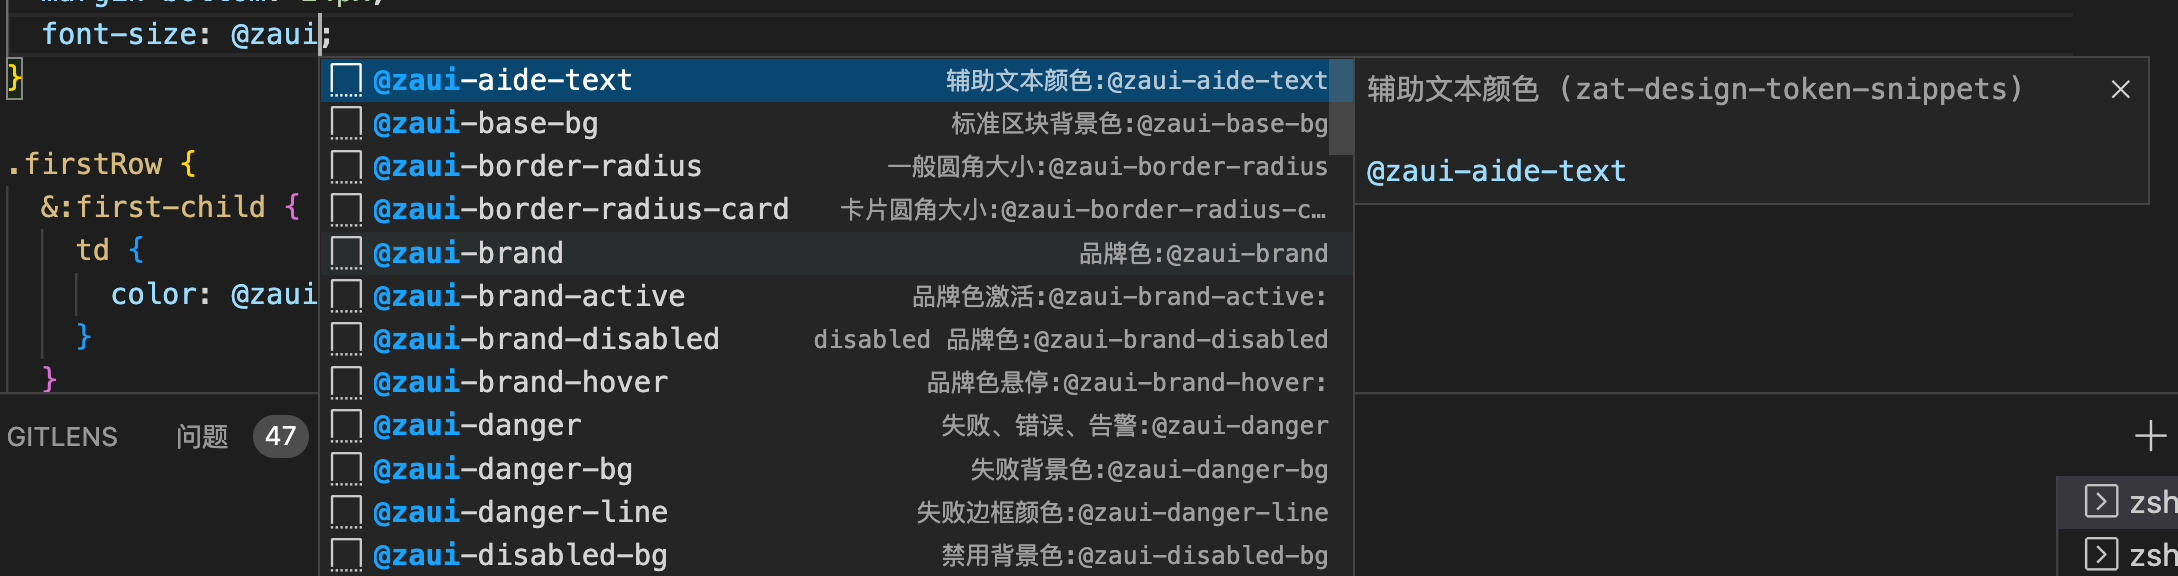 font-size: @zaui;
}
.firstRow {
&:first-child {
td {
color: @zaui
}
}
@zaui-aide-text 辅助文本颜色:@zaui-aide-text
@zaui-base-bg 标准区块背景色:@zaui-base-bg
@zaui-border-radius 一般圆角大小:@zaui-border-radius
@zaui-border-radius-card 卡片圆角大小:@zaui-border-radius-c…
@zaui-brand 品牌色:@zaui-brand
@zaui-brand-active 品牌色激活:@zaui-brand-active:
@zaui-brand-disabled disabled 品牌色:@zaui-brand-disabled
@zaui-brand-hover 品牌色悬停:@zaui-brand-hover:
@zaui-danger 失败、错误、告警:@zaui-danger
@zaui-danger-bg 失败背景色:@zaui-danger-bg
@zaui-danger-line 失败边框颜色:@zaui-danger-line
@zaui-disabled-bg 禁用背景色:@zaui-disabled-bg
辅助文本颜色 (zat-design-token-snippets)
@zaui-aide-text
GITLENS 问题 47
zsh
zsh